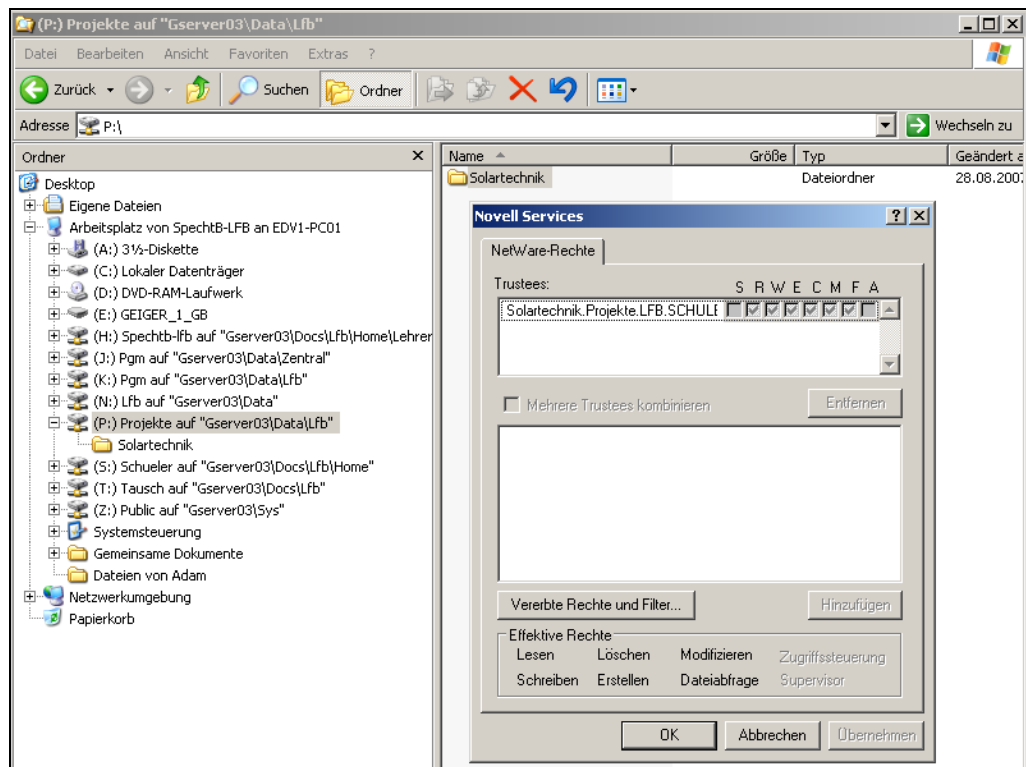 (P:) Projekte auf "Gserver03\Data\Lfb"
Datei Bearbeiten Ansicht Favoriten Extras ?
Zurück Suchen Ordner
Adresse P:\ Wechseln zu
Ordner
Desktop
Eigene Dateien
Arbeitsplatz von SpechtB-LFB an EDV1-PC01
(A:) 3½-Diskette
(C:) Lokaler Datenträger
(D:) DVD-RAM-Laufwerk
(E:) GEIGER_1_GB
(H:) Spechtb-lfb auf "Gserver03\Docs\Lfb\Home\Lehrer
(J:) Pgm auf "Gserver03\Data\Zentral"
(K:) Pgm auf "Gserver03\Data\Lfb"
(N:) Lfb auf "Gserver03\Data"
(P:) Projekte auf "Gserver03\Data\Lfb"
Solartechnik
(S:) Schueler auf "Gserver03\Docs\Lfb\Home"
(T:) Tausch auf "Gserver03\Docs\Lfb"
(Z:) Public auf "Gserver03\Sys"
Systemsteuerung
Gemeinsame Dokumente
Dateien von Adam
Netzwerkumgebung
Papierkorb
Name Größe Typ Geändert a
Solartechnik Dateiordner 28.08.2007
Novell Services
NetWare-Rechte
Trustees: S R W E C M F A
Solartechnik.Projekte.LFB.SCHULE
Mehrere Trustees kombinieren Entfernen
Vererbte Rechte und Filter... Hinzufügen
Effektive Rechte
Lesen Löschen Modifizieren Zugriffssteuerung
Schreiben Erstellen Dateiabfrage Supervisor
OK Abbrechen Übernehmen